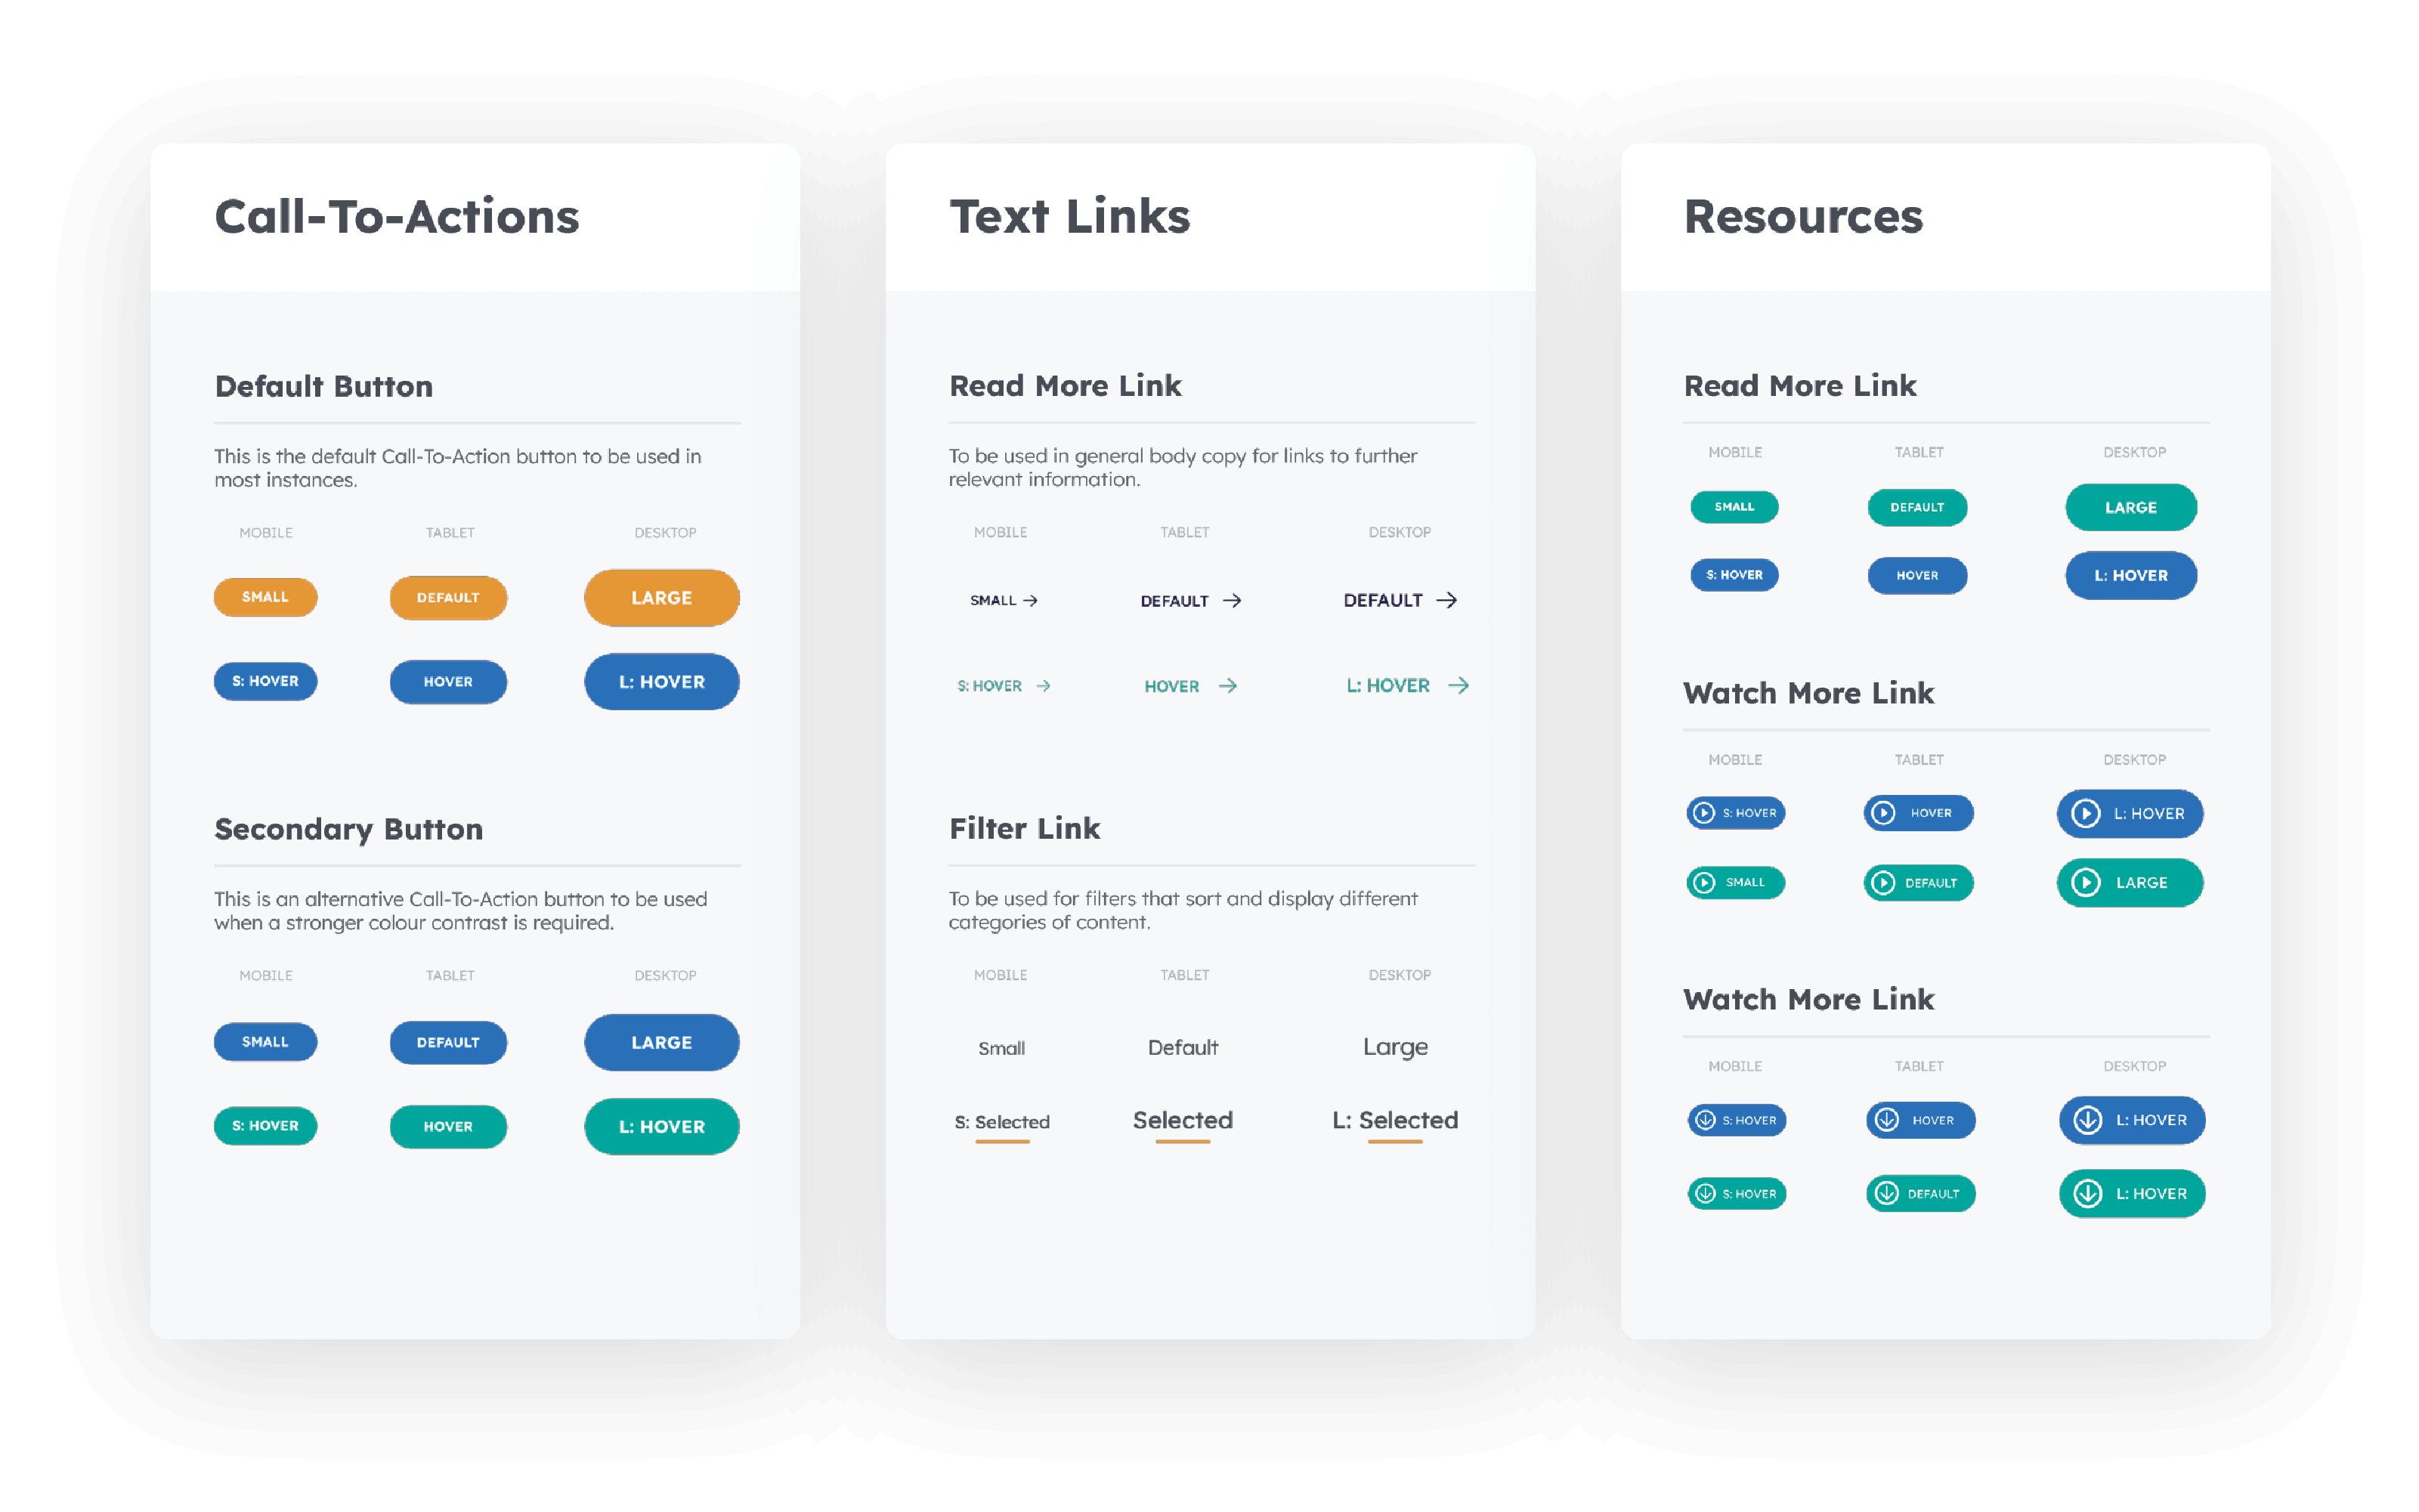 Call-To-Actions
Default Button
This is the default Call-To-Action button to be used in
most instances.
MOBILE TABLET DESKTOP
SMALL DEFAULT LARGE
S: HOVER HOVER L: HOVER
Secondary Button
This is an alternative Call-To-Action button to be used
when a stronger colour contrast is required.
MOBILE TABLET DESKTOP
SMALL DEFAULT LARGE
S: HOVER HOVER L: HOVER
Text Links
Read More Link
To be used in general body copy for links to further
relevant information.
MOBILE TABLET DESKTOP
SMALL → DEFAULT → DEFAULT →
S: HOVER → HOVER → L: HOVER →
Filter Link
To be used for filters that sort and display different
categories of content.
MOBILE TABLET DESKTOP
Small Default Large
S: Selected Selected L: Selected
Resources
Read More Link
MOBILE TABLET DESKTOP
SMALL DEFAULT LARGE
S: HOVER HOVER L: HOVER
Watch More Link
MOBILE TABLET DESKTOP
S: HOVER HOVER L: HOVER
SMALL DEFAULT LARGE
Watch More Link
MOBILE TABLET DESKTOP
S: HOVER HOVER L: HOVER
S: HOVER DEFAULT L: HOVER